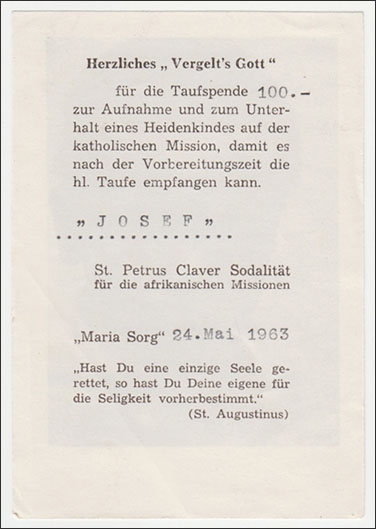 Herzliches „Vergelt's Gott"
für die Taufspende 100.-
zur Aufnahme und zum Unter-
halt eines Heidenkindes auf der
katholischen Mission, damit es
nach der Vorbereitungszeit die
hl. Taufe empfangen kann.
„ J O S E F „
. . . . . . . . . . . . . . . . . .
St. Petrus Claver Sodalität
für die afrikanischen Missionen
„Maria Sorg" 24.Mai 1963
„Hast Du eine einzige Seele ge-
rettet, so hast Du Deine eigene für
die Seligkeit vorherbestimmt."
(St. Augustinus)